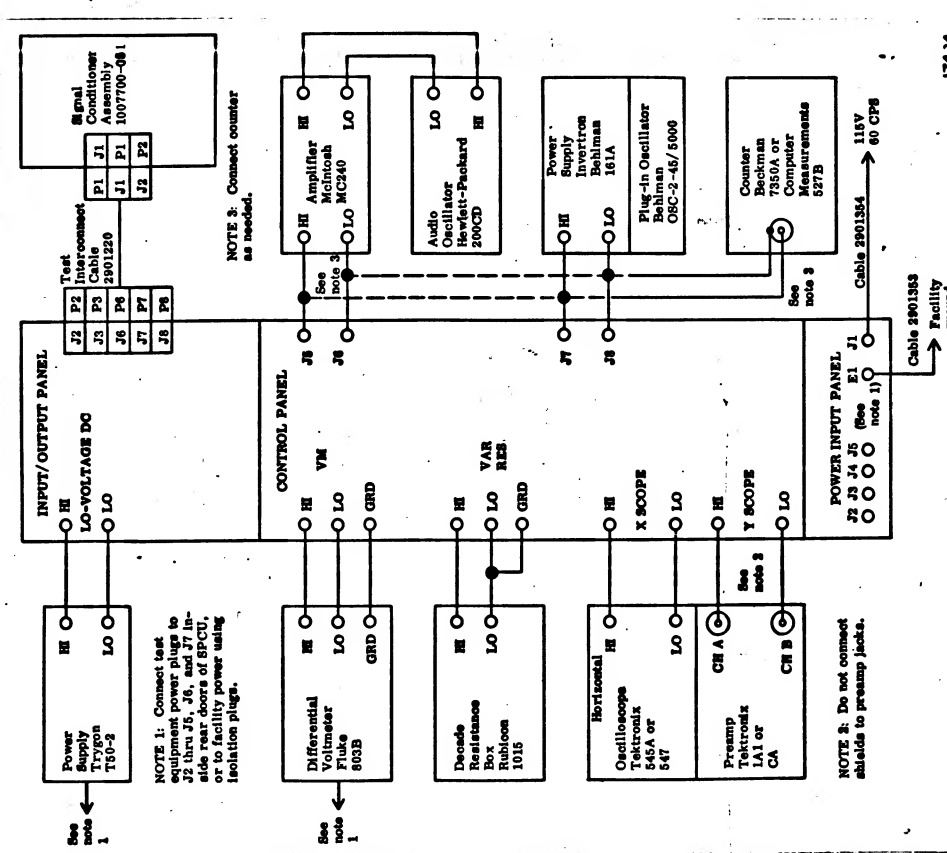 Signal
Conditioner
Assembly
1007700-051
P1 J1
J1 P1
J2 P2
Test
Interconnect
Cable
2901220
J2 P2
J3 P3
J6 P6
J7 P7
J8 P8
INPUT/OUTPUT PANEL
LO-VOLTAGE DC
HI
LO
HI
LO
Power
Supply
Trygon
T50-2
See
note
1
NOTE 1: Connect test
equipment power plugs to
J2 thru J5, J6, and J7 in-
side rear doors of SPCU,
or to facility power using
isolation plugs.
NOTE 3: Connect counter
as needed.
HI
LO
Amplifier
McIntosh
MC240
HI
LO
See
note 3
J5
J6
CONTROL PANEL
VM
HI
LO
GRD
HI
LO
GRD
Differential
Voltmeter
Fluke
803B
See
note
1
LO
HI
Audio
Oscillator
Hewlett-Packard
200CD
VAR
RES
HI
LO
GRD
HI
LO
Decade
Resistance
Box
Rubicon
1015
Power
Supply
Invertron
Behlman
161A
HI
LO
Plug-in Oscillator
Behlman
OSC-2-45/5000
J7
J8
X SCOPE
HI
LO
Y SCOPE
HI
LO
Horizontal
HI
LO
Oscilloscope
Tektronix
545A or
547
CH A
CH B
Preamp
Tektronix
1A1 or
CA
See
note 2
Counter
Beckman
7350A or
Computer
Measurements
527B
See
note 3
POWER INPUT PANEL
J2 J3 J4 J5
(See
note 1)
E1
J1
Cable 2901354
115V
60 CPS
Cable 2901353
Facility
NOTE 2: Do not connect
shields to preamp jacks.